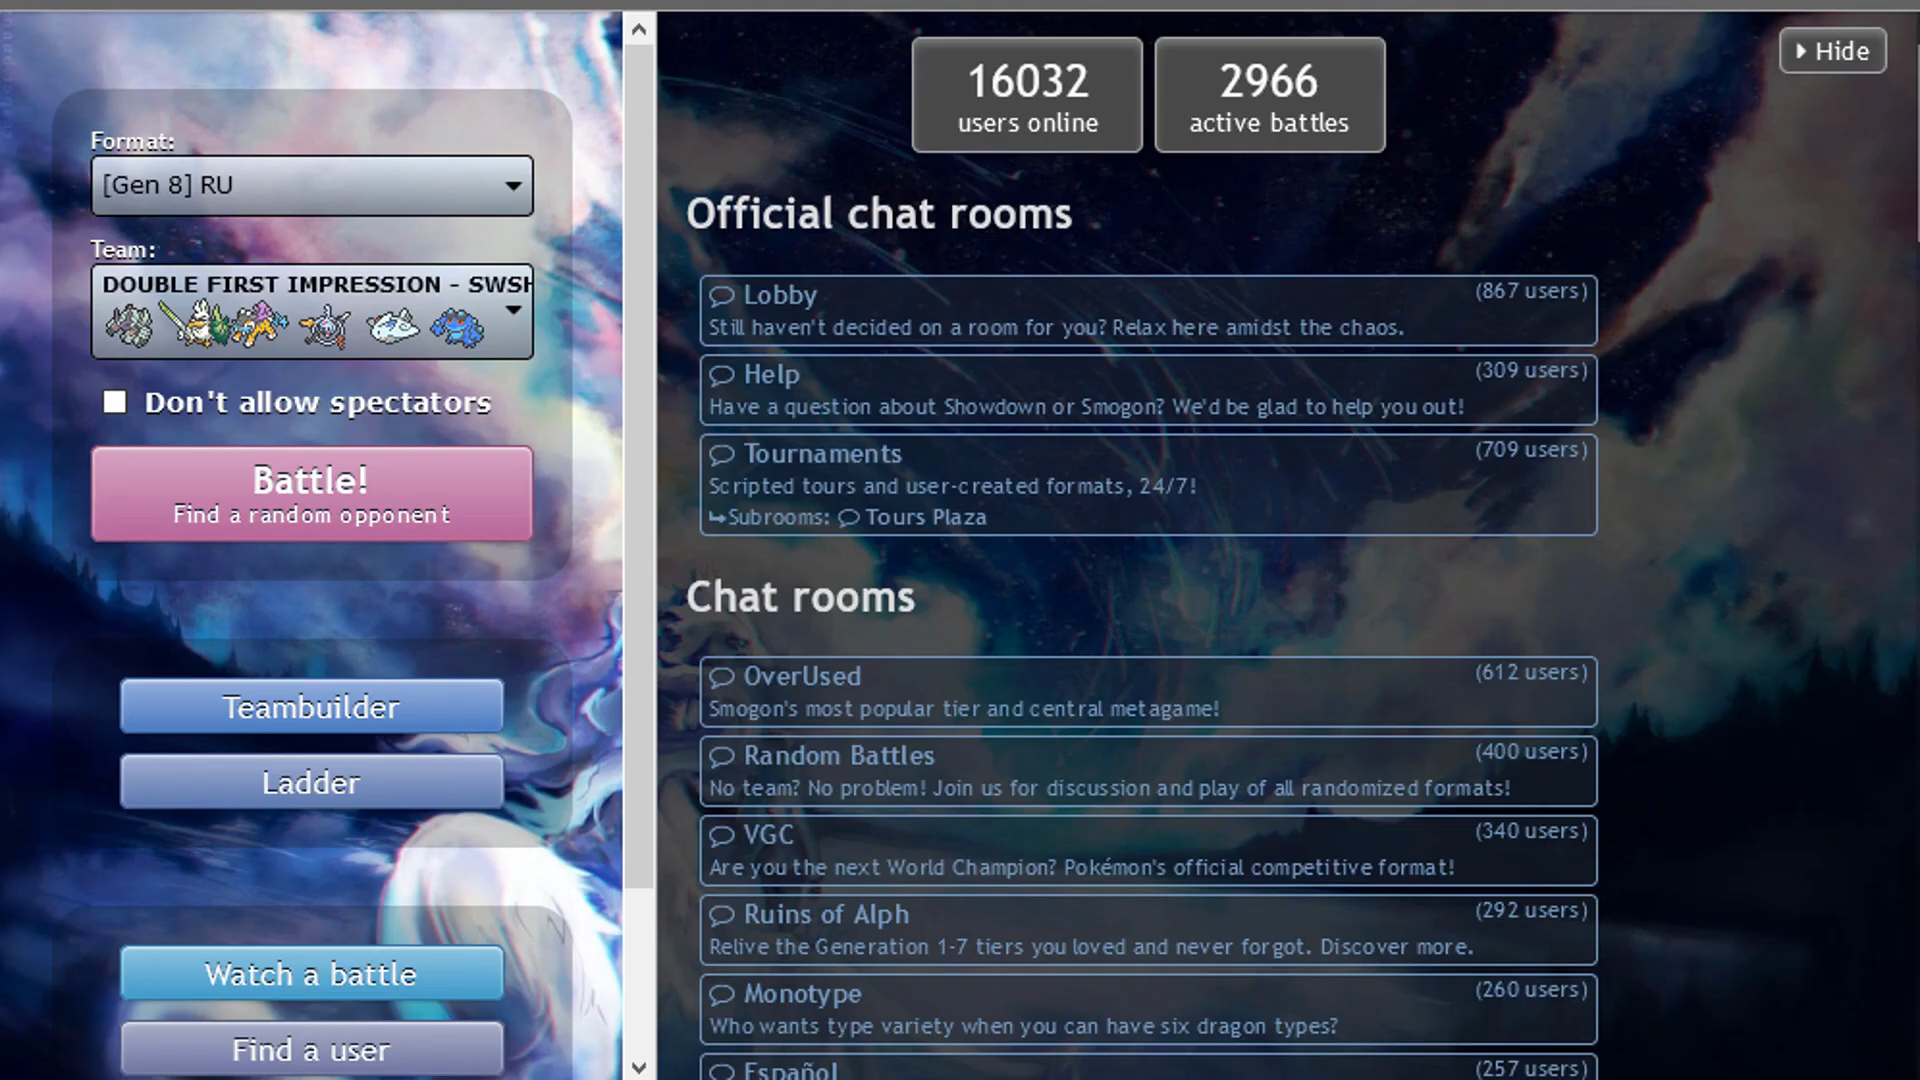 Format:
[Gen 8] RU
Team:
DOUBLE FIRST IMPRESSION - SWSH
Don't allow spectators
Battle!
Find a random opponent
Teambuilder
Ladder
Watch a battle
Find a user
16032
users online
2966
active battles
Hide
Official chat rooms
Lobby (867 users)
Still haven't decided on a room for you? Relax here amidst the chaos.
Help (309 users)
Have a question about Showdown or Smogon? We'd be glad to help you out!
Tournaments (709 users)
Scripted tours and user-created formats, 24/7!
↳Subrooms: Tours Plaza
Chat rooms
OverUsed (612 users)
Smogon's most popular tier and central metagame!
Random Battles (400 users)
No team? No problem! Join us for discussion and play of all randomized formats!
VGC (340 users)
Are you the next World Champion? Pokémon's official competitive format!
Ruins of Alph (292 users)
Relive the Generation 1-7 tiers you loved and never forgot. Discover more.
Monotype (260 users)
Who wants type variety when you can have six dragon types?
Español (257 users)